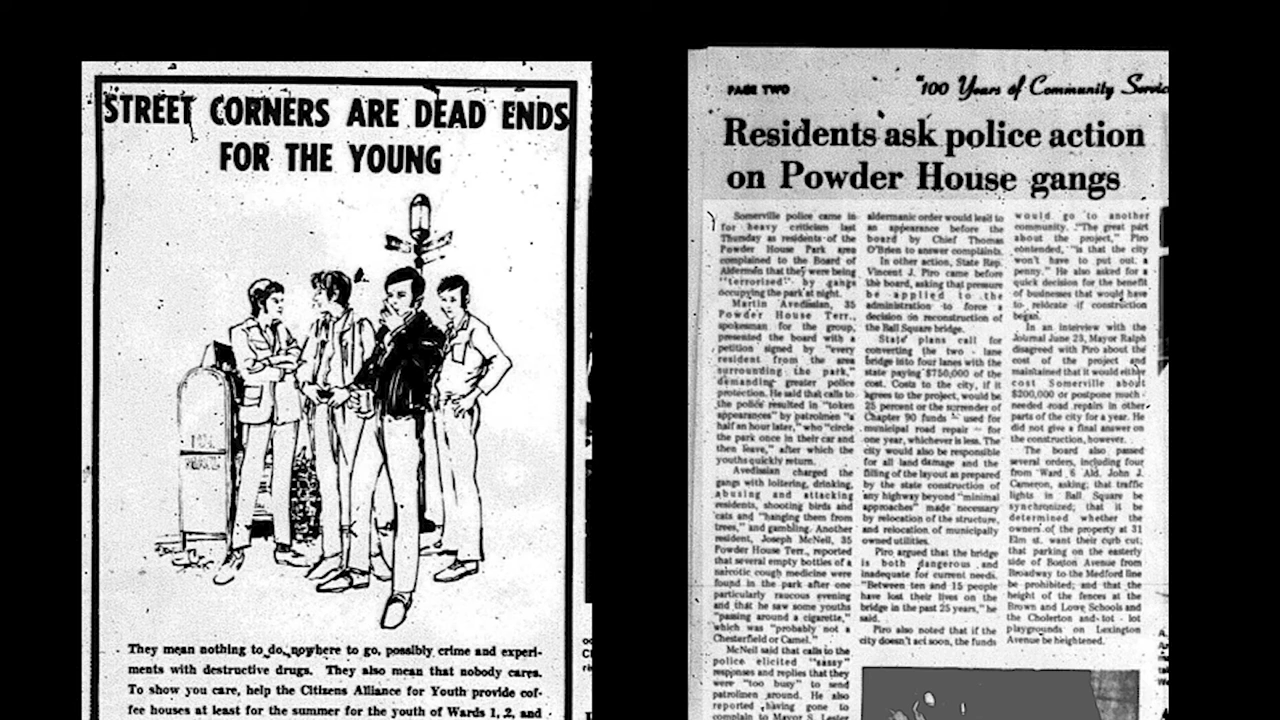 STREET CORNERS ARE DEAD ENDS
FOR THE YOUNG
They mean nothing to do, nowhere to go, possibly crime and experi-
ments with destructive drugs. They also mean that nobody cares.
To show you care, help the Citizens Alliance for Youth provide cof-
fee houses at least for the summer for the youth of Wards 1, 2, and
PAGE TWO
"100 Years of Community Servic
Residents ask police action
on Powder House gangs
Somerville police came in
for heavy criticism last
Thursday as residents of the
Powder House Park area
complained to the Board of
Aldermen that they were being
"terrorised" by gangs
occupying the park at night.
Martin Avedissian, 35
Powder House Terr.,
spokesman for the group,
presented the board with a
petition signed by "every
resident from the area
surrounding the park,"
demanding greater police
protection. He said that calls to
the police resulted in "token
appearances" by patrolmen "a
half an hour later," who "circle
the park once in their car and
then leave," after which the
youths quickly return.
Avedissian charged the
gangs with loitering, drinking,
abusing and attacking
residents, shooting birds and
cats and "hanging them from
trees," and gambling. Another
resident, Joseph McNeil, 35
Powder House Terr., reported
that several empty bottles of a
narcotic cough medicine were
found in the park after one
particularly raucous evening
and that he saw some youths
"passing around a cigarette,"
which was "probably not a
Chesterfield or Camel."
McNeil said that calls to the
police elicited "sassy"
responses and replies that they
were "too busy" to send
patrolmen around. He also
reported having gone to
complain to Mayor S. Lester
aldermanic order would lead to
an appearance before the
board by Chief Thomas
O'Brien to answer complaints.
In other action, State Rep.
Vincent J. Piro came before
the board, asking that pressure
be applied to the
administration to force a
decision on reconstruction of
the Ball Square bridge.
State plans call for
converting the two - lane
bridge into four lanes with the
state paying $750,000 of the
cost. Costs to the city, if it
agrees to the project, would be
25 percent or the surrender of
Chapter 90 funds - used for
municipal road repair - for
one year, whichever is less. The
city would also be responsible
for all land damage and the
filling of the layout as prepared
by the state construction of
any highway beyond "minimal
approaches" made necessary
by relocation of the structure,
and relocation of municipally
owned utilities.
Piro argued that the bridge
is both dangerous and
inadequate for current needs.
"Between ten and 15 people
have lost their lives on the
bridge in the past 25 years," he
said.
Piro also noted that if the
city doesn't act soon, the funds
would go to another
community. "The great part
about the project," Piro
contended, "is that the city
won't have to put out a
penny." He also asked for a
quick decision for the benefit
of businesses that would have
to relocate if construction
began.
In an interview with the
Journal June 23, Mayor Ralph
disagreed with Piro about the
cost of the project and
maintained that it would either
cost Somerville about
$200,000 or postpone much -
needed road repairs in other
parts of the city for a year. He
did not give a final answer on
the construction, however.
The board also passed
several orders, including four
from Ward 6 Ald. John J.
Cameron, asking; that traffic
lights in Ball Square be
synchronized; that it be
determined whether the
owners of the property at 31
Elm st. want their curb cut;
that parking on the easterly
side of Boston Avenue from
Broadway to the Medford line
be prohibited; and that the
height of the fences at the
Brown and Lowe Schools and
the Cholerton and tot - lot
playgrounds on Lexington
Avenue be heightened.